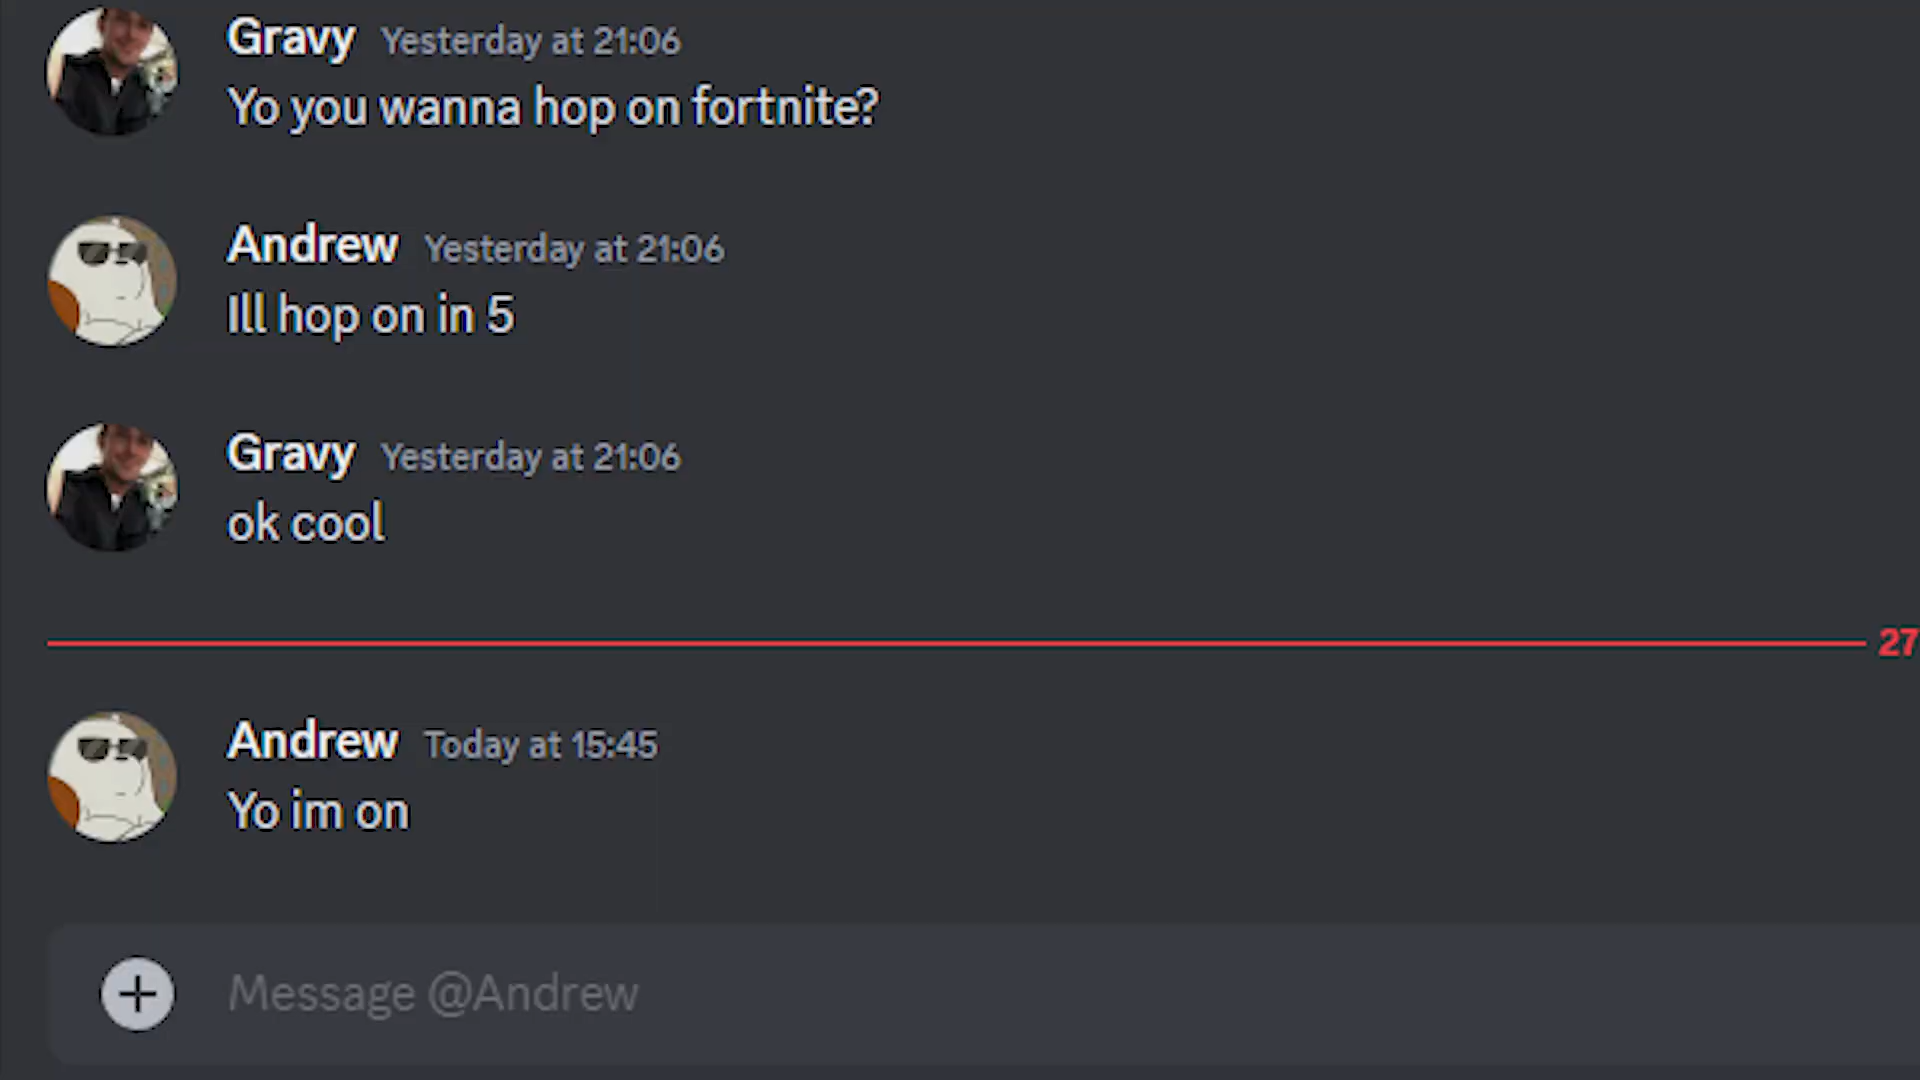 Gravy Yesterday at 21:06
Yo you wanna hop on fortnite?
Andrew Yesterday at 21:06
Ill hop on in 5
Gravy Yesterday at 21:06
ok cool
27
Andrew Today at 15:45
Yo im on
Message @Andrew